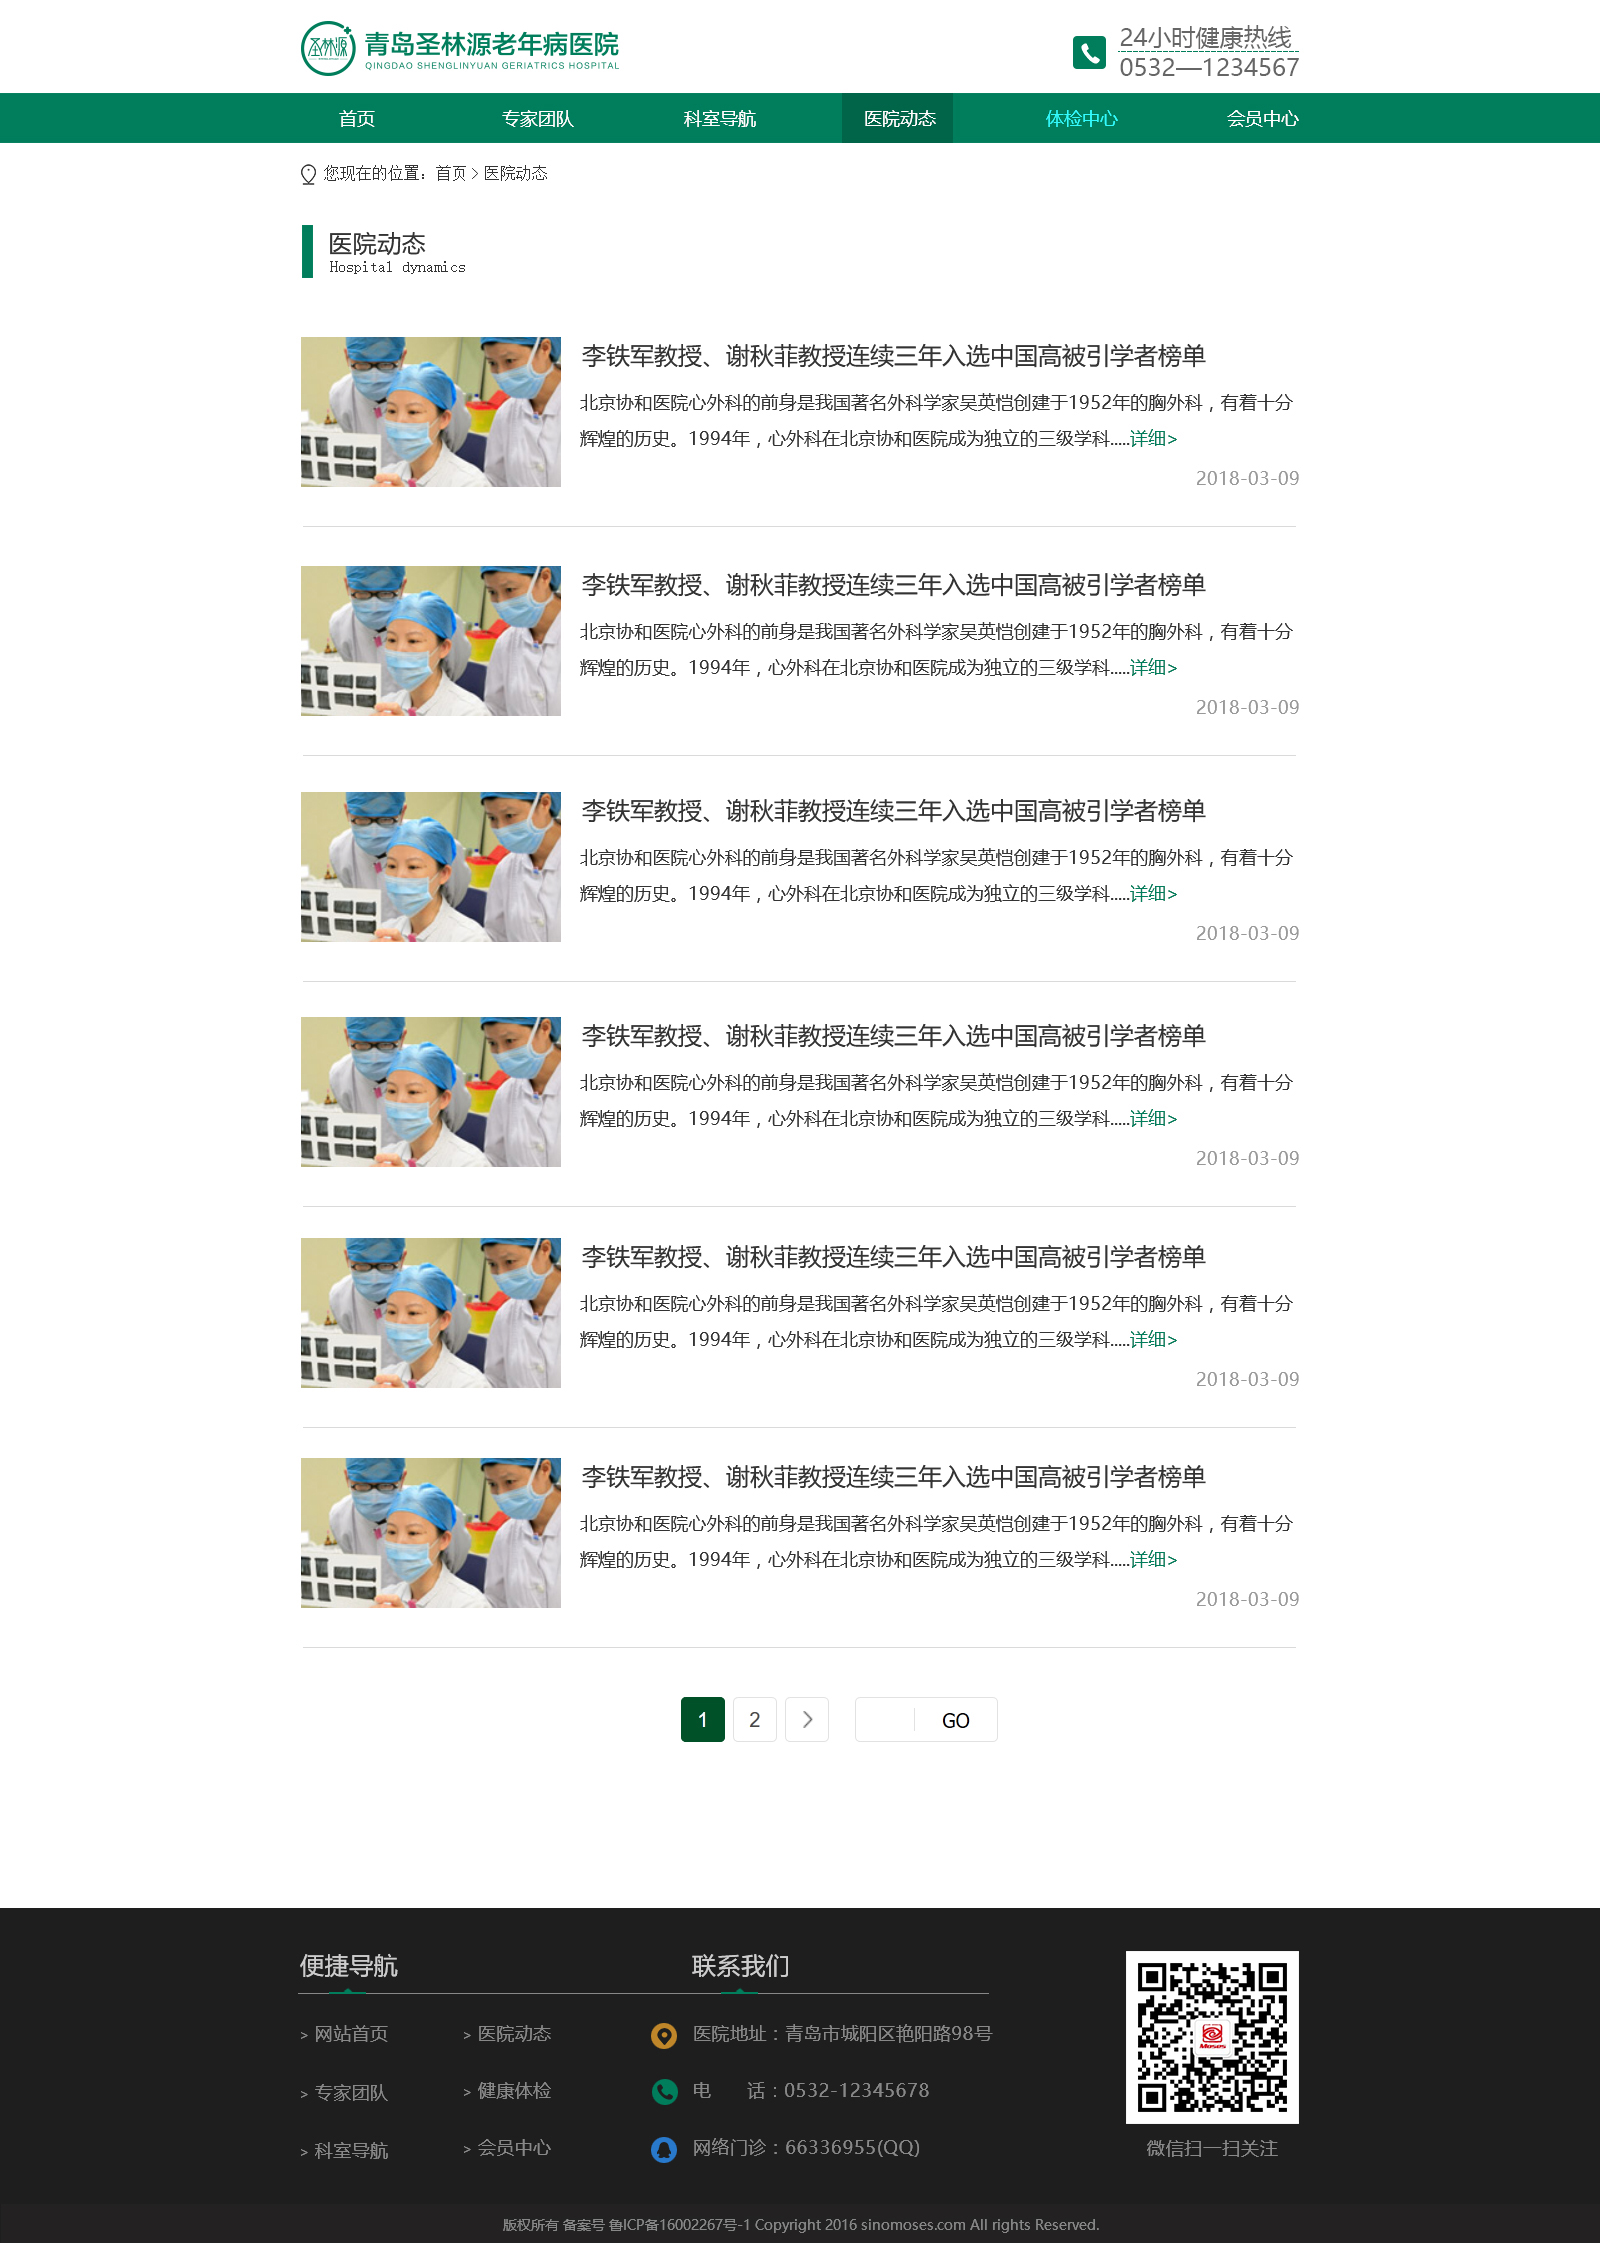 圣林源
青岛圣林源老年病医院
QINGDAO SHENGLINYUAN GERIATRICS HOSPITAL
24小时健康热线
0532—1234567
首页 专家团队 科室导航 医院动态 体检中心 会员中心
您现在的位置：首页 > 医院动态
医院动态
Hospital dynamics
李铁军教授、谢秋菲教授连续三年入选中国高被引学者榜单
北京协和医院心外科的前身是我国著名外科学家吴英恺创建于1952年的胸外科，有着十分
辉煌的历史。1994年，心外科在北京协和医院成为独立的三级学科.....详细>
2018-03-09
李铁军教授、谢秋菲教授连续三年入选中国高被引学者榜单
北京协和医院心外科的前身是我国著名外科学家吴英恺创建于1952年的胸外科，有着十分
辉煌的历史。1994年，心外科在北京协和医院成为独立的三级学科.....详细>
2018-03-09
李铁军教授、谢秋菲教授连续三年入选中国高被引学者榜单
北京协和医院心外科的前身是我国著名外科学家吴英恺创建于1952年的胸外科，有着十分
辉煌的历史。1994年，心外科在北京协和医院成为独立的三级学科.....详细>
2018-03-09
李铁军教授、谢秋菲教授连续三年入选中国高被引学者榜单
北京协和医院心外科的前身是我国著名外科学家吴英恺创建于1952年的胸外科，有着十分
辉煌的历史。1994年，心外科在北京协和医院成为独立的三级学科.....详细>
2018-03-09
李铁军教授、谢秋菲教授连续三年入选中国高被引学者榜单
北京协和医院心外科的前身是我国著名外科学家吴英恺创建于1952年的胸外科，有着十分
辉煌的历史。1994年，心外科在北京协和医院成为独立的三级学科.....详细>
2018-03-09
李铁军教授、谢秋菲教授连续三年入选中国高被引学者榜单
北京协和医院心外科的前身是我国著名外科学家吴英恺创建于1952年的胸外科，有着十分
辉煌的历史。1994年，心外科在北京协和医院成为独立的三级学科.....详细>
2018-03-09
1 2 > GO
便捷导航
> 网站首页 > 医院动态
> 专家团队 > 健康体检
> 科室导航 > 会员中心
联系我们
医院地址：青岛市城阳区艳阳路98号
电 话：0532-12345678
网络门诊：66336955(QQ)
Moses
微信扫一扫关注
版权所有 备案号 鲁ICP备16002267号-1 Copyright 2016 sinomoses.com All rights Reserved.